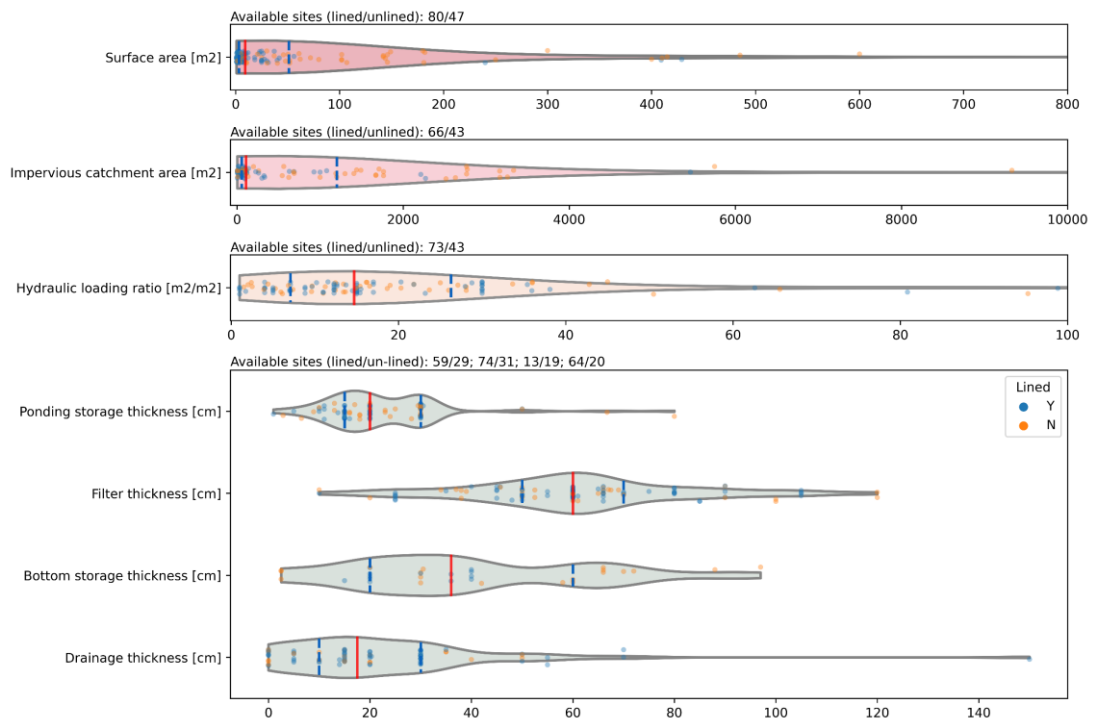 Available sites (lined/unlined): 80/47
Surface area [m2]
0 100 200 300 400 500 600 700 800
Available sites (lined/unlined): 66/43
Impervious catchment area [m2]
0 2000 4000 6000 8000 10000
Available sites (lined/unlined): 73/43
Hydraulic loading ratio [m2/m2]
0 20 40 60 80 100
Available sites (lined/un-lined): 59/29; 74/31; 13/19; 64/20
Lined
Y
N
Ponding storage thickness [cm]
Filter thickness [cm]
Bottom storage thickness [cm]
Drainage thickness [cm]
0 20 40 60 80 100 120 140